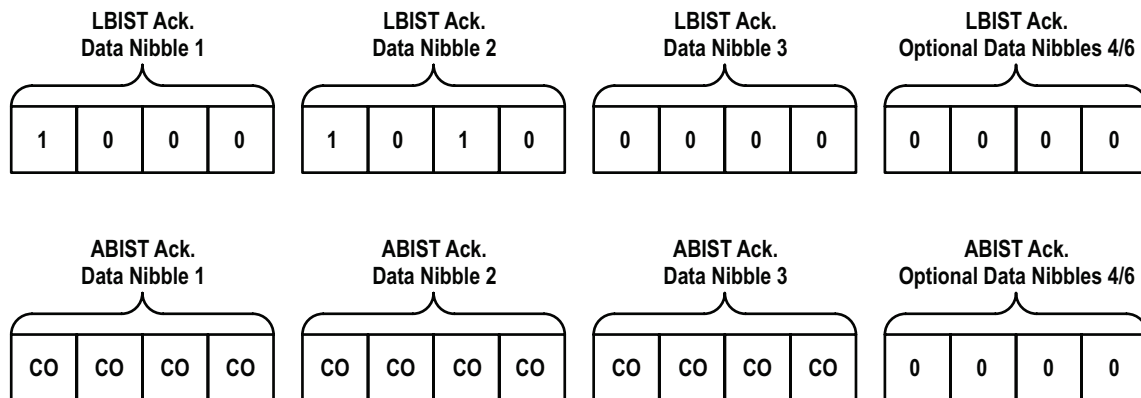 LBIST Ack. LBIST Ack. LBIST Ack. LBIST Ack.
Data Nibble 1 Data Nibble 2 Data Nibble 3 Optional Data Nibbles 4/6
1 0 0 0 1 0 1 0 0 0 0 0 0 0 0 0
ABIST Ack. ABIST Ack. ABIST Ack. ABIST Ack.
Data Nibble 1 Data Nibble 2 Data Nibble 3 Optional Data Nibbles 4/6
CO CO CO CO CO CO CO CO CO CO CO CO 0 0 0 0